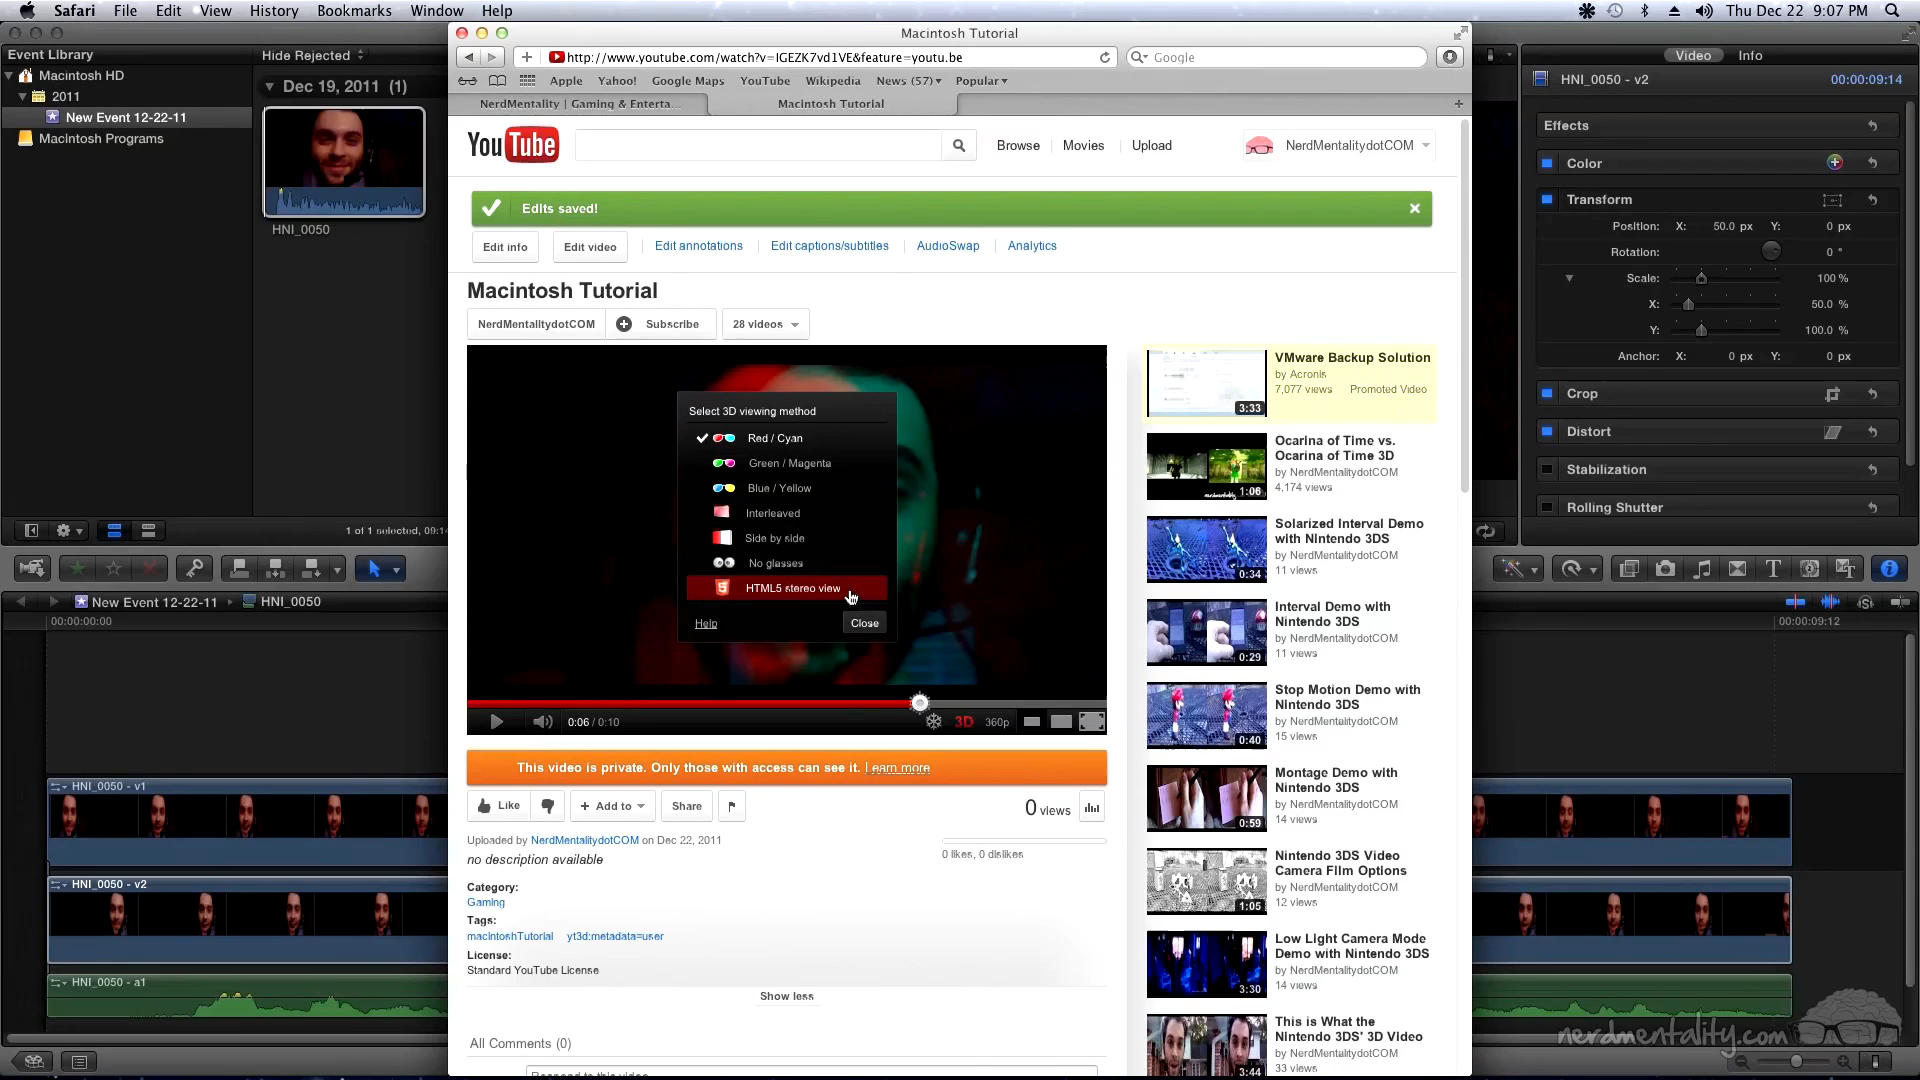 Safari File Edit View History Bookmarks Window Help
Thu Dec 22 9:07 PM
Event Library
Macintosh HD
2011
New Event 12-22-11
Macintosh Programs
Hide Rejected
Dec 19, 2011 (1)
HNI_0050
1 of 1 selected, 09:14
Macintosh Tutorial
http://www.youtube.com/watch?v=IGEZK7vd1VE&feature=youtu.be
Google
Apple Yahoo! Google Maps YouTube Wikipedia News (57) Popular
NerdMentality | Gaming & Enterta...
Macintosh Tutorial
YouTube
Browse Movies Upload
NerdMentalitydotCOM
Edits saved!
Edit info
Edit video
Edit annotations
Edit captions/subtitles
AudioSwap
Analytics
Macintosh Tutorial
NerdMentalitydotCOM
Subscribe
28 videos
Select 3D viewing method
Red / Cyan
Green / Magenta
Blue / Yellow
Interleaved
Side by side
No glasses
HTML5 stereo view
Help
Close
0:06 / 0:10
3D
360p
This video is private. Only those with access can see it. Learn more
Like
Add to
Share
0 views
Uploaded by NerdMentalitydotCOM on Dec 22, 2011
no description available
0 likes, 0 dislikes
Category:
Gaming
Tags:
macintoshTutorial yt3d:metadata=user
License:
Standard YouTube License
Show less
All Comments (0)
Respond to this video...
VMware Backup Solution
by Acronis
7,077 views Promoted Video
3:33
Ocarina of Time vs.
Ocarina of Time 3D
by NerdMentalitydotCOM
4,174 views
1:06
Solarized Interval Demo
with Nintendo 3DS
by NerdMentalitydotCOM
11 views
0:34
Interval Demo with
Nintendo 3DS
by NerdMentalitydotCOM
11 views
0:29
Stop Motion Demo with
Nintendo 3DS
by NerdMentalitydotCOM
15 views
0:40
Montage Demo with
Nintendo 3DS
by NerdMentalitydotCOM
14 views
0:59
Nintendo 3DS Video
Camera Film Options
by NerdMentalitydotCOM
12 views
1:05
Low Light Camera Mode
Demo with Nintendo 3DS
by NerdMentalitydotCOM
14 views
3:30
This is What the
Nintendo 3DS' 3D Video
by NerdMentalitydotCOM
33 views
3:44
Video Info
HNI_0050 - v2
00:00:09:14
Effects
Color
Transform
Position: X: 50.0 px Y: 0 px
Rotation: 0 °
Scale: 100 %
X: 50.0 %
Y: 100.0 %
Anchor: X: 0 px Y: 0 px
Crop
Distort
Stabilization
Rolling Shutter
New Event 12-22-11
HNI_0050
00:00:00:00
00:00:09:12
HNI_0050 - v1
HNI_0050 - v2
HNI_0050 - a1
nerdmentality.com